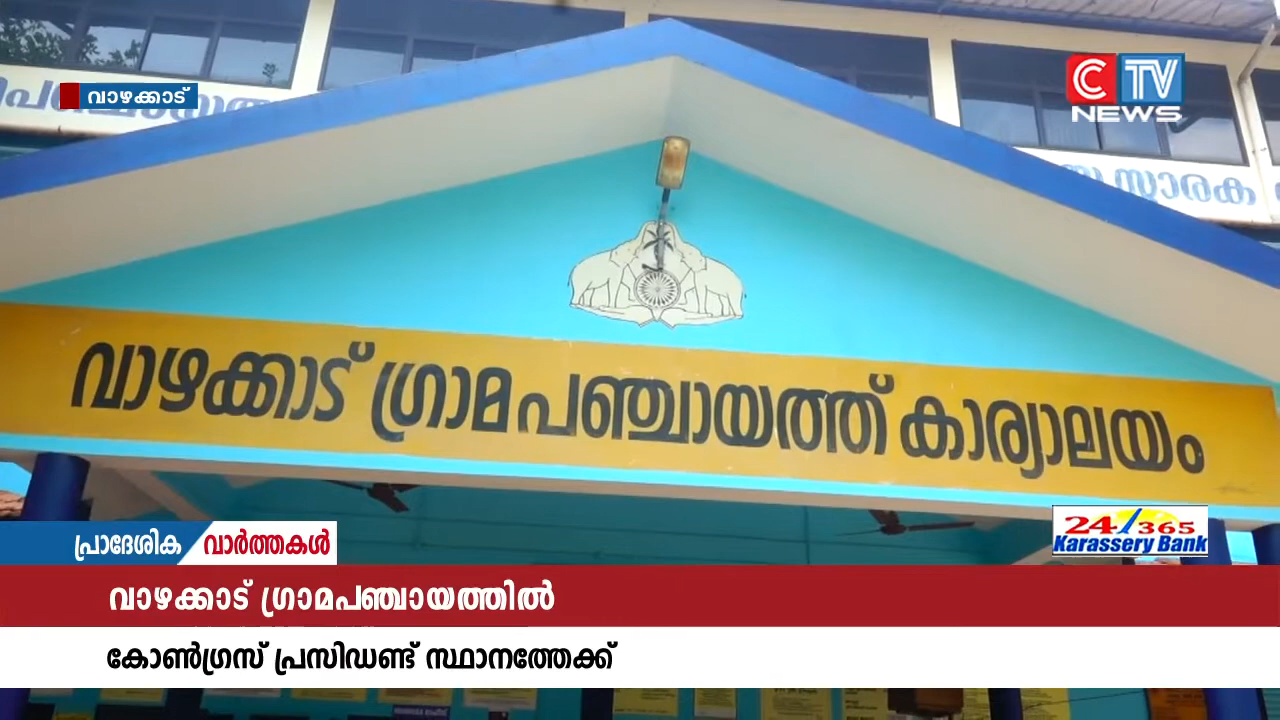 വാഴക്കാട്
CTV
NEWS
സ്മാരക
വാഴക്കാട് ഗ്രാമപഞ്ചായത്ത് കാര്യാലയം
24/365
Karassery Bank
പ്രാദേശിക വാർത്തകൾ
വാഴക്കാട് ഗ്രാമപഞ്ചായത്തിൽ
കോൺഗ്രസ് പ്രസിഡണ്ട് സ്ഥാനത്തേക്ക്